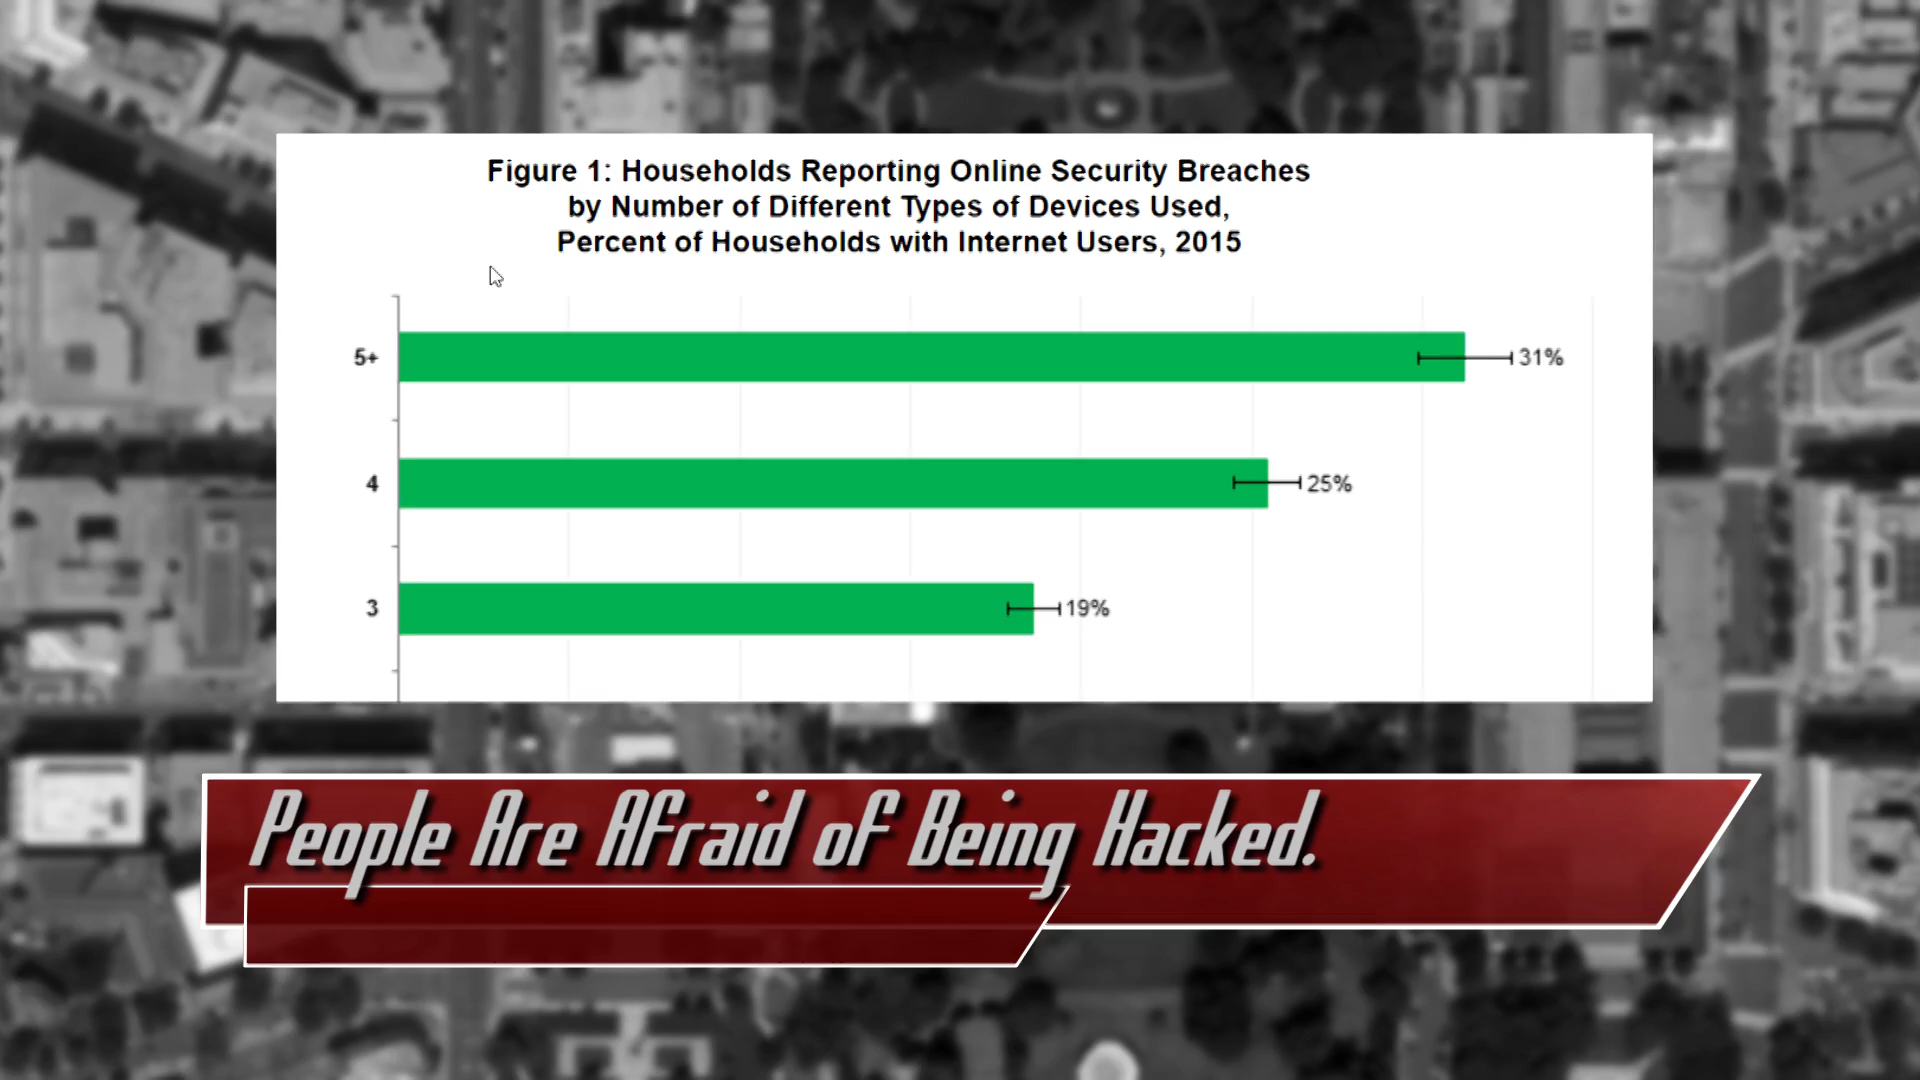 Figure 1: Households Reporting Online Security Breaches
by Number of Different Types of Devices Used,
Percent of Households with Internet Users, 2015
5+ 31%
4 25%
3 19%
People Are Afraid of Being Hacked.